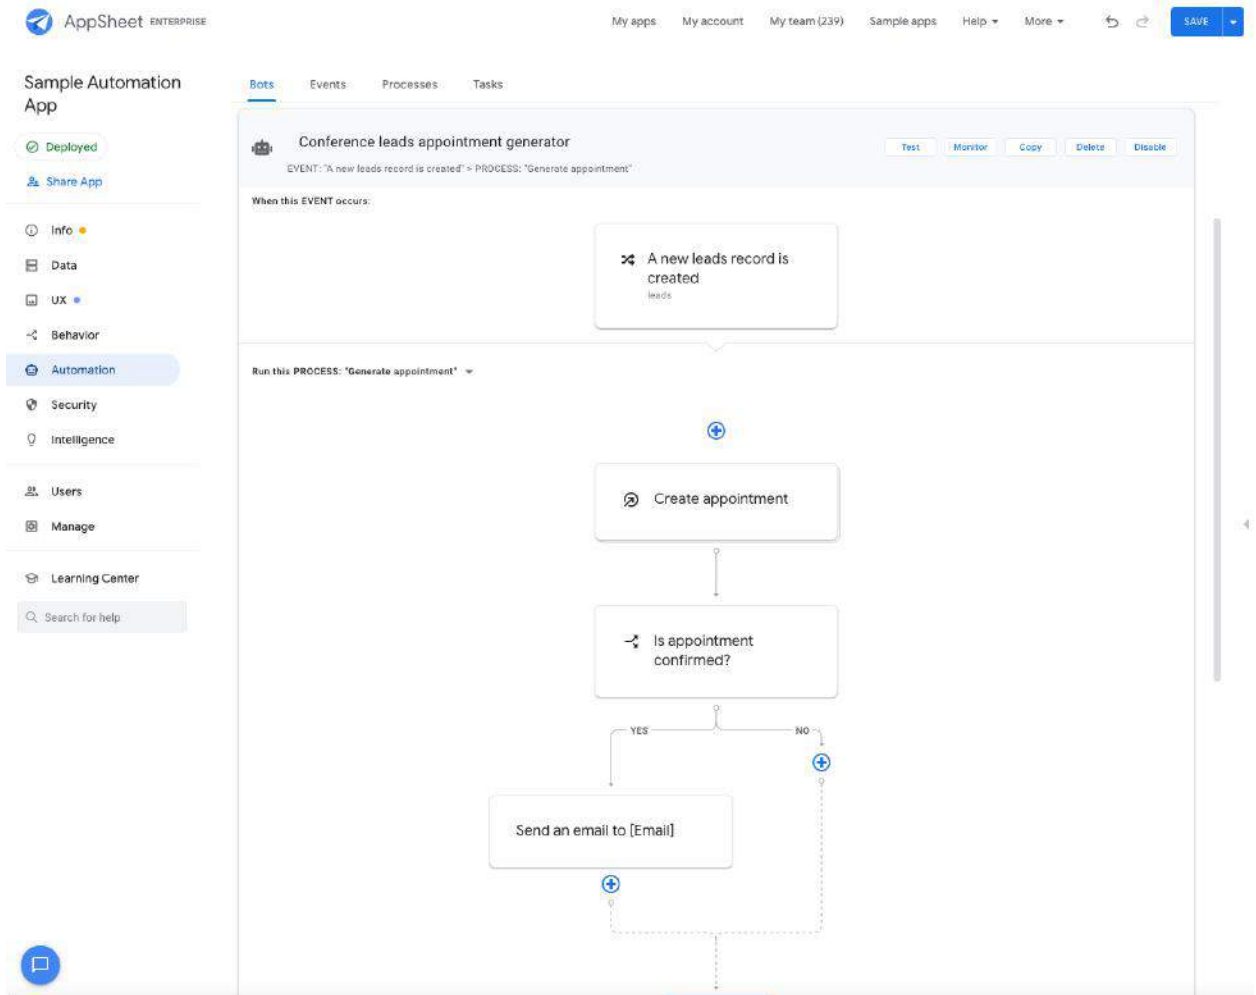 AppSheet ENTERPRISE
My apps My account My team (239) Sample apps Help More SAVE
Sample Automation
App
Deployed
Share App
Info
Data
UX
Behavior
Automation
Security
Intelligence
Users
Manage
Learning Center
Search for help
Bots Events Processes Tasks
Conference leads appointment generator
EVENT: "A new leads record is created" > PROCESS: "Generate appointment"
Test Monitor Copy Delete Disable
When this EVENT occurs:
A new leads record is
created
leads
Run this PROCESS: "Generate appointment"
Create appointment
Is appointment
confirmed?
YES NO
Send an email to [Email]